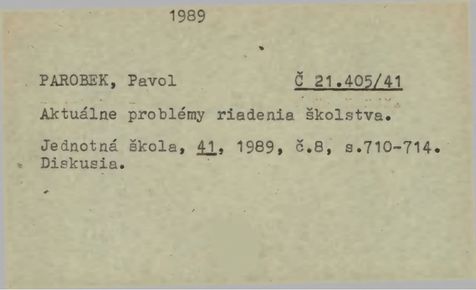 1989
PAROBEK, Pavol Č 21.405/41
Aktuálne problémy riadenia školstva.
Jednotná škola, 41, 1989, č.8, s.710-714.
Diskusia.